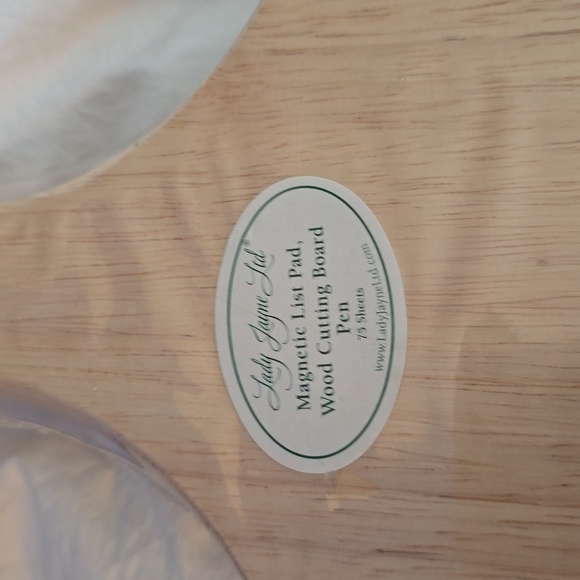 Lady Jayne Ltd®
Magnetic List Pad,
Wood Cutting Board
Pen
75 Sheets
www.LadyJayneLtd.com